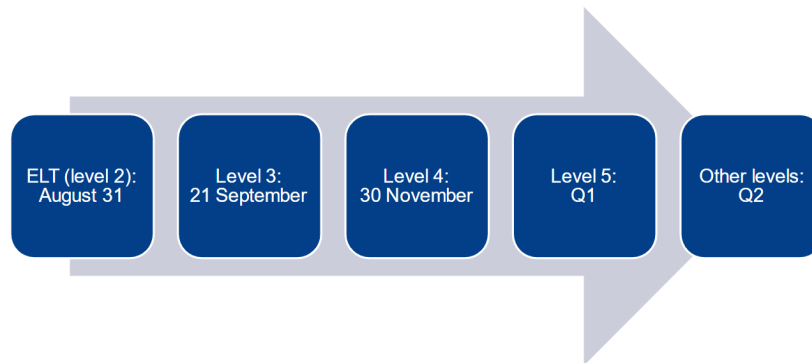 ELT (level 2):
August 31
Level 3:
21 September
Level 4:
30 November
Level 5:
Q1
Other levels:
Q2